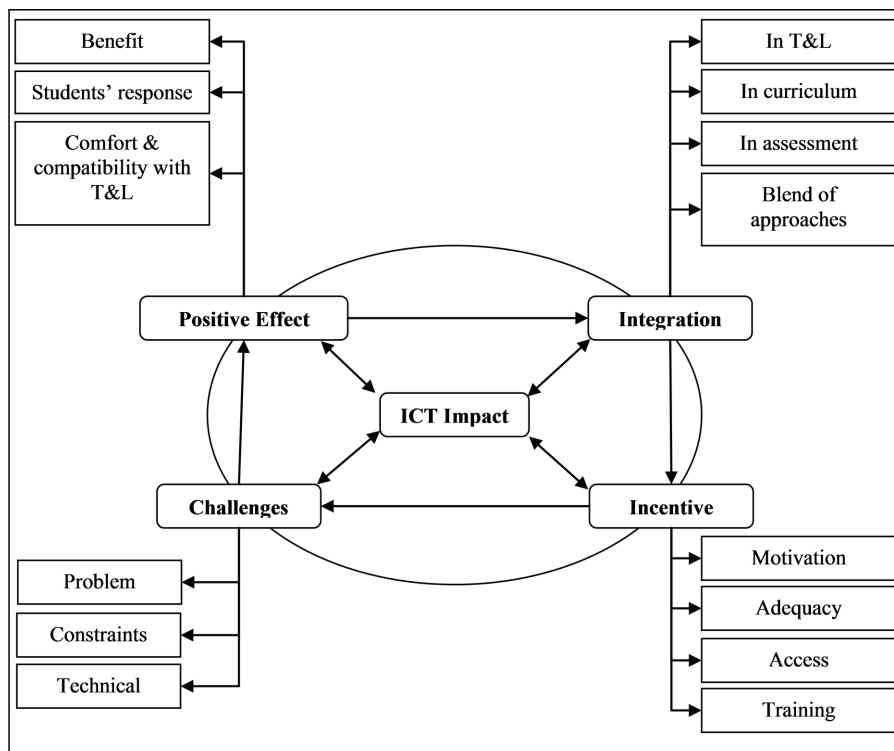 Benefit
Students’ response
Comfort &
compatibility with
T&L
In T&L
In curriculum
In assessment
Blend of
approaches
Positive Effect
Integration
ICT Impact
Challenges
Incentive
Problem
Constraints
Technical
Motivation
Adequacy
Access
Training